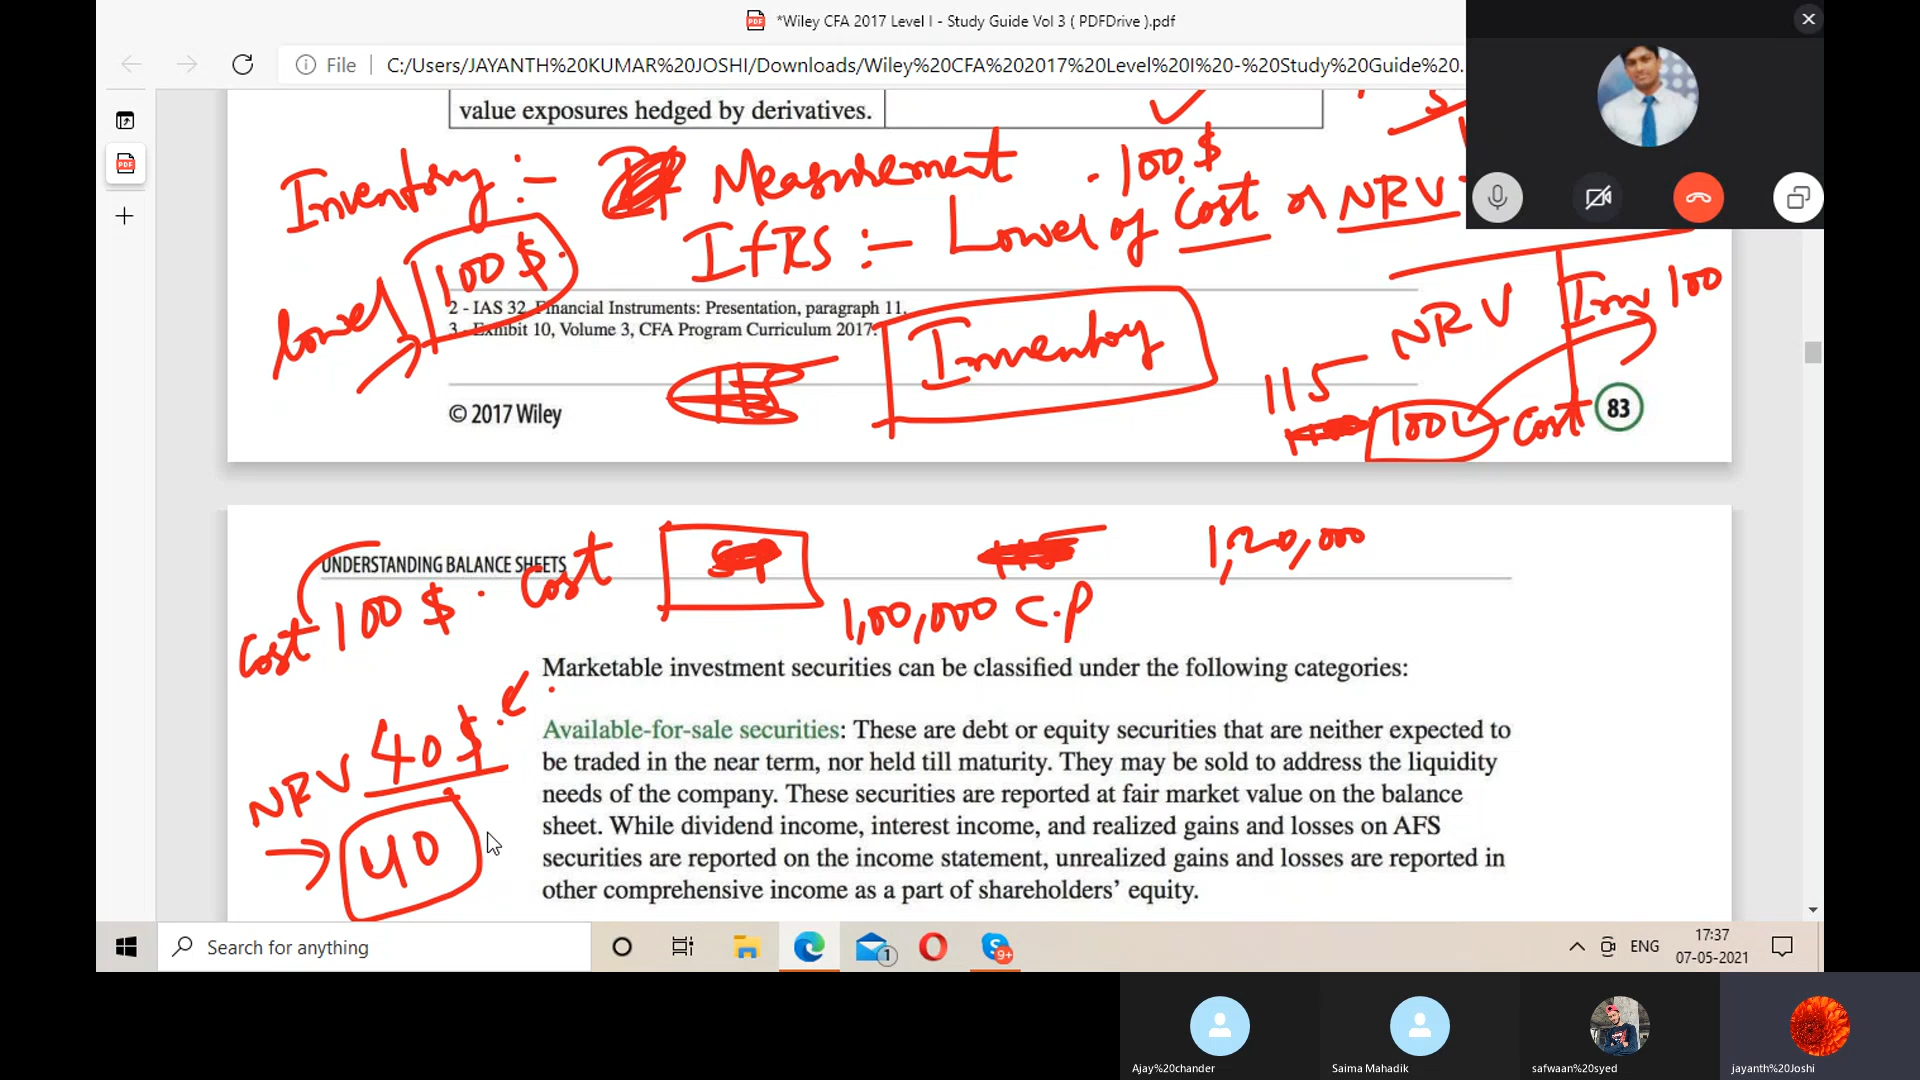 *Wiley CFA 2017 Level I - Study Guide Vol 3 ( PDFDrive ).pdf
File
C:/Users/JAYANTH%20KUMAR%20JOSHI/Downloads/Wiley%20CFA%202017%20Level%20I%20-%20Study%20Guide%20.
value exposures hedged by derivatives.
Inventory :- Measurement 100 $
IFRS :- Lower of Cost or NRV
lower 100 $
NRV Inv 100
2 - IAS 32, Financial Instruments: Presentation, paragraph 11.
3 - Exhibit 10, Volume 3, CFA Program Curriculum 2017.
Inventory
115
100 Cost
© 2017 Wiley
83
UNDERSTANDING BALANCE SHEETS
1,20,000
Cost 100 $ Cost
1,00,000 C.P
Marketable investment securities can be classified under the following categories:
NRV 40 $
40
Available-for-sale securities: These are debt or equity securities that are neither expected to
be traded in the near term, nor held till maturity. They may be sold to address the liquidity
needs of the company. These securities are reported at fair market value on the balance
sheet. While dividend income, interest income, and realized gains and losses on AFS
securities are reported on the income statement, unrealized gains and losses are reported in
other comprehensive income as a part of shareholders’ equity.
Search for anything
1
9+
ENG
17:37
07-05-2021
Ajay%20chander
Saima Mahadik
safwaan%20syed
jayanth%20Joshi